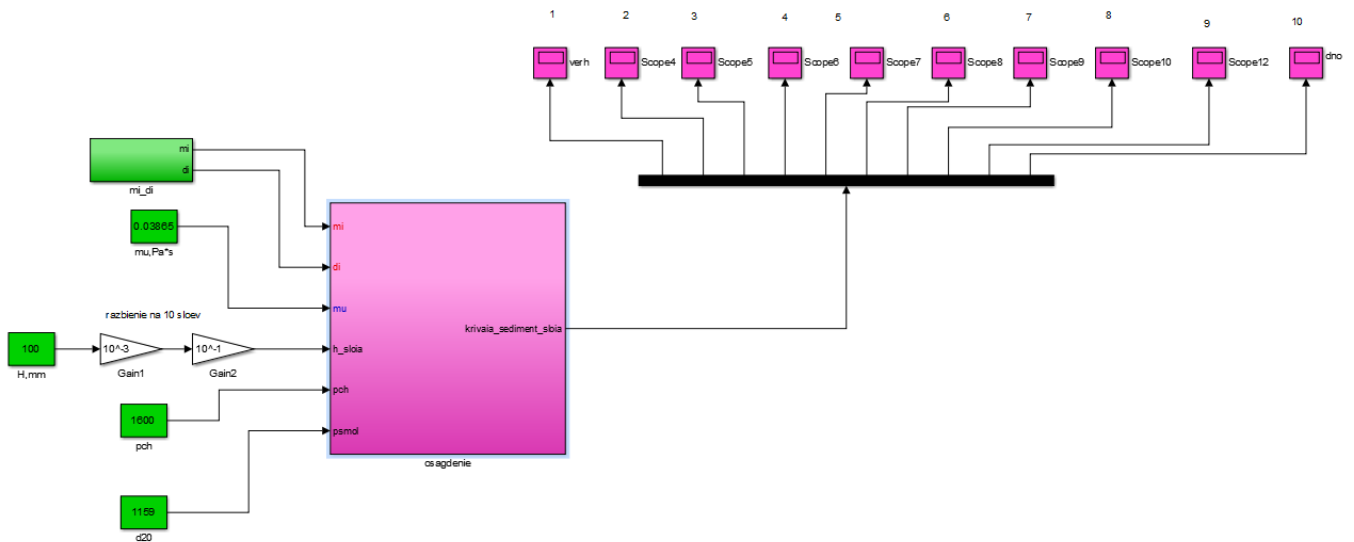 1 2 3 4 5 6 7 8 9 10
verh Scope4 Scope5 Scope6 Scope7 Scope8 Scope9 Scope10 Scope12 dno
mi
di
mi_di
0.03865
mu,Pa*s
razbienie na 10 sloev
100
H,mm
10^-3
Gain1
10^-1
Gain2
1600
pch
1159
d20
mi
di
mu
h_sloia
pch
psmol
krivaia_sediment_sloia
osagdenie